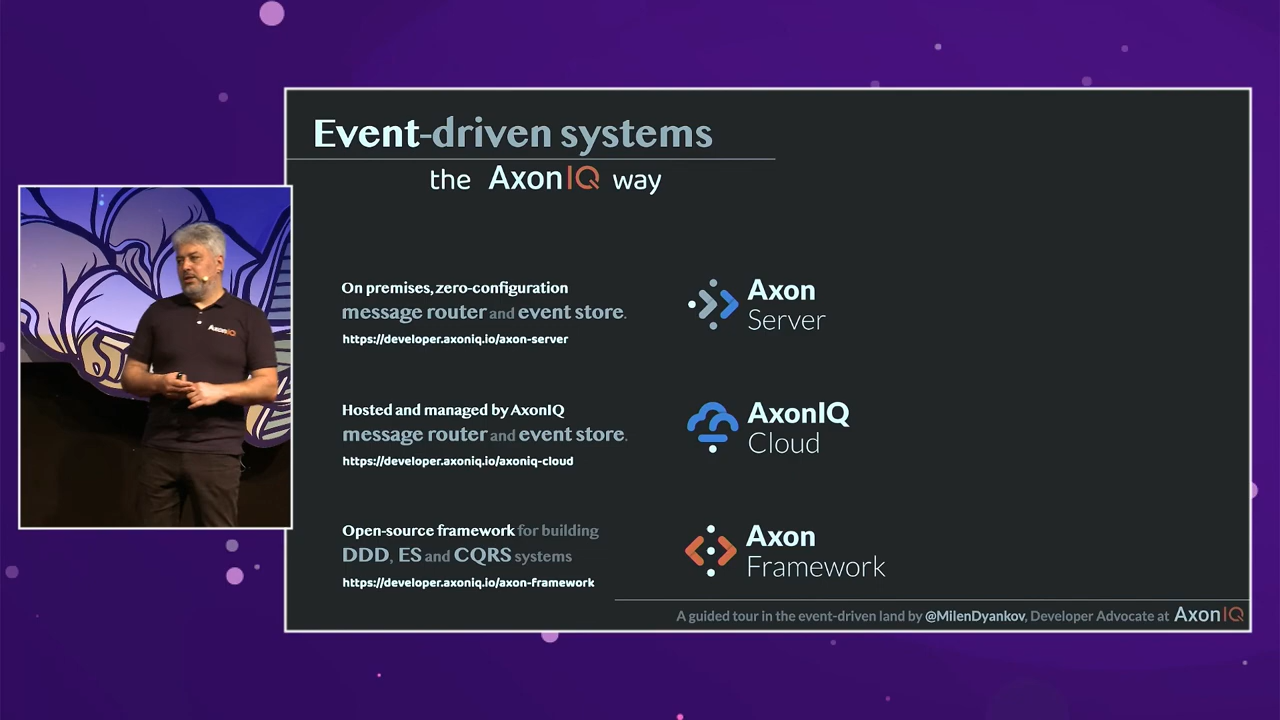 Event-driven systems
the AxonIQ way
On premises, zero-configuration
message router and event store.
https://developer.axoniq.io/axon-server
Axon
Server
Hosted and managed by AxonIQ
message router and event store.
https://developer.axoniq.io/axoniq-cloud
AxonIQ
Cloud
Open-source framework for building
DDD, ES and CQRS systems
https://developer.axoniq.io/axon-framework
Axon
Framework
A guided tour in the event-driven land by @MilenDyankov, Developer Advocate at AxonIQ
AxonIQ